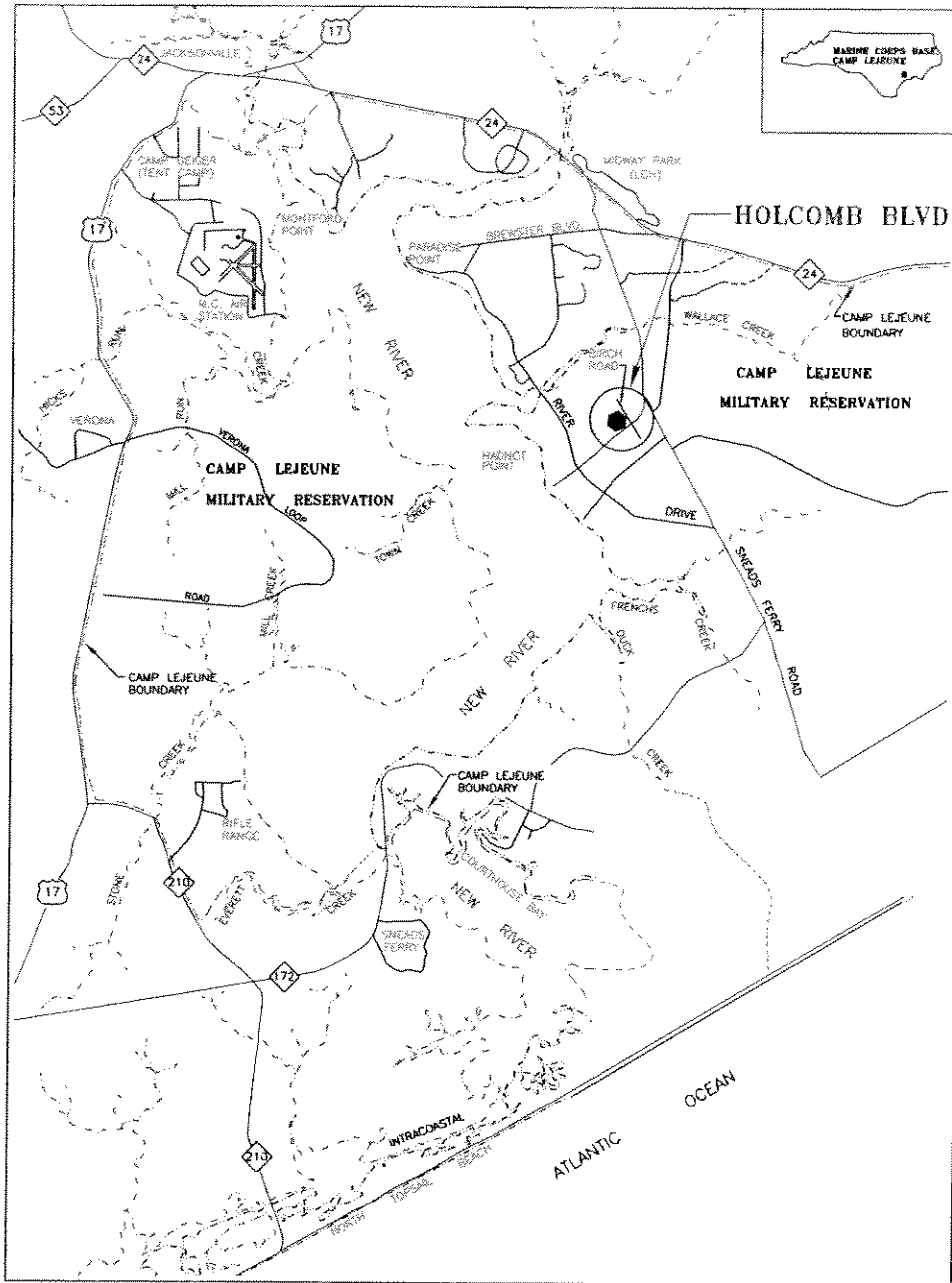 17
JACKSONVILLE
24
53
MARINE CORPS BASE
CAMP LEJEUNE
24
CAMP GEIGER
(TENT CAMP)
MIDWAY PARK
(LCH)
17
MONTFORD
POINT
HOLCOMB BLVD
BREWSTER BLVD
PARADISE
POINT
24
M.C. AIR
STATION
NEW
RIVER
CAMP LEJEUNE
BOUNDARY
WALLACE CREEK
BIRCH
ROAD
CAMP LEJEUNE
MILITARY RESERVATION
HICKS
RUN
CREEK
VERONA
RUN
MILL
VERONA
LOOP
ROAD
CAMP LEJEUNE
MILITARY RESERVATION
HADNOT
POINT
RIVER
DRIVE
TOWN
CREEK
MILL CREEK
SNEADS FERRY
ROAD
FRENCHS
CREEK
DUCK
CREEK
NEW RIVER
CAMP LEJEUNE
BOUNDARY
CREEK
STONE
CAMP LEJEUNE
BOUNDARY
RIFLE
RANGE
COURTHOUSE BAY
210
17
EVERETT
CREEK
NEW
RIVER
SNEADS
FERRY
172
INTRACOASTAL
210
NORTH TOPSAIL BEACH
ATLANTIC OCEAN